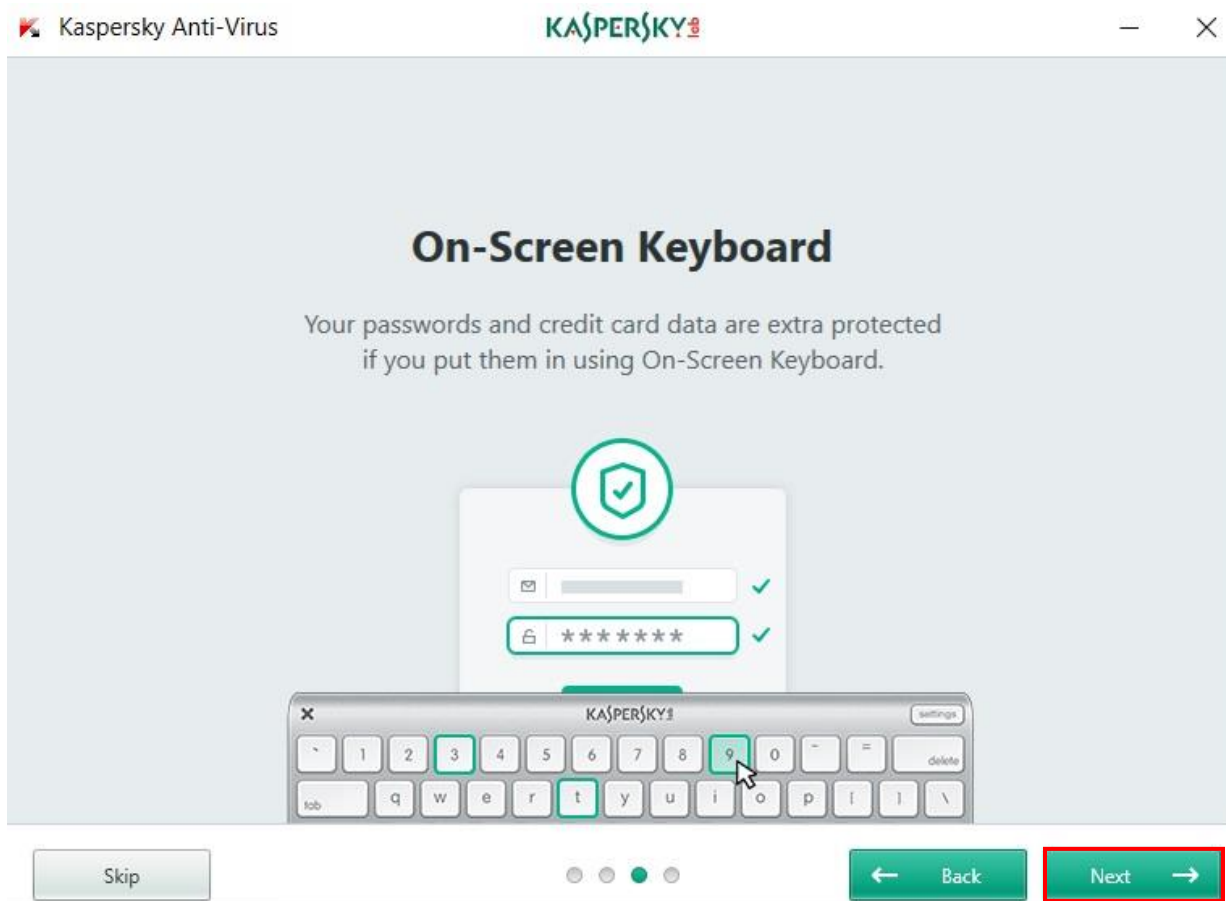 Kaspersky Anti-Virus
KASPERSKY lab
On-Screen Keyboard
Your passwords and credit card data are extra protected
if you put them in using On-Screen Keyboard.
*******
KASPERSKY lab
settings
` 1 2 3 4 5 6 7 8 9 0 - = delete
tab q w e r t y u i o p [ ] \
Skip
Back
Next